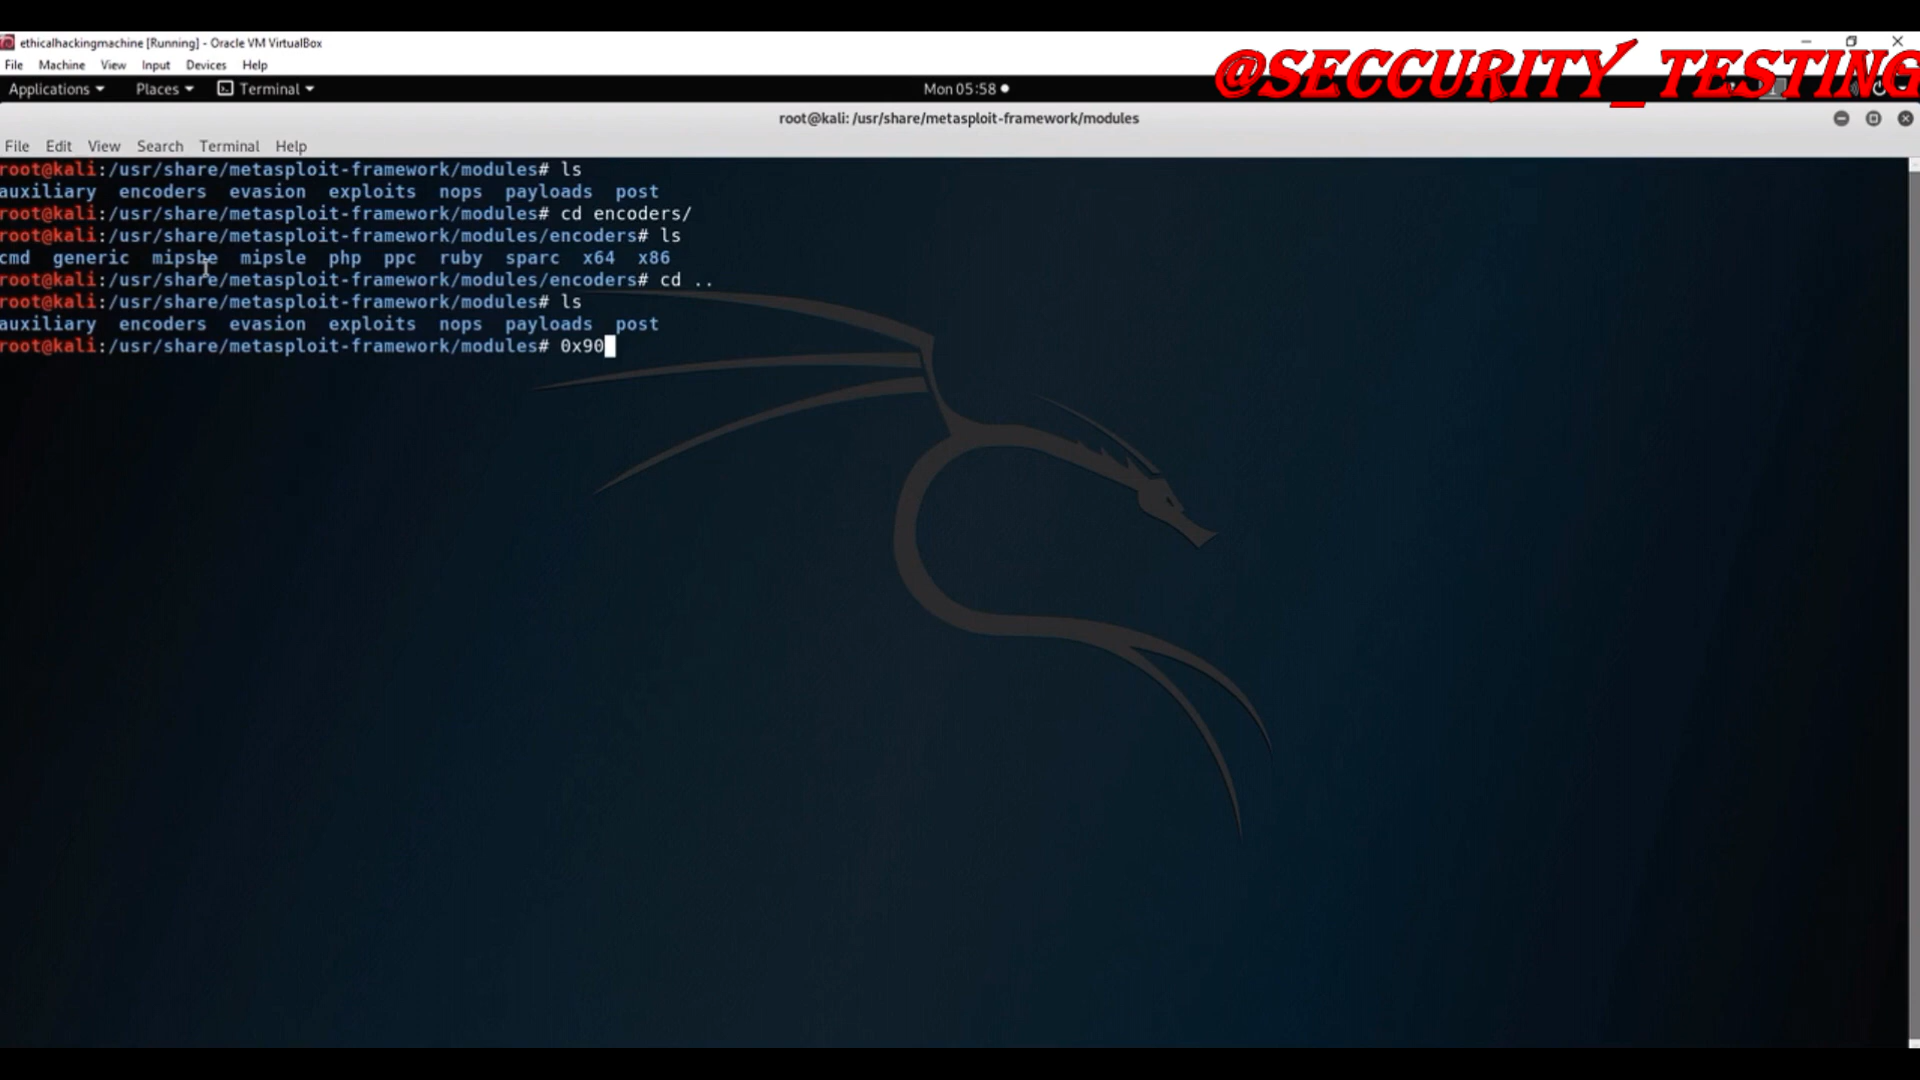 ethicalhackingmachine [Running] - Oracle VM VirtualBox
@SECCURITY_TESTING
File Machine View Input Devices Help
Applications Places Terminal Mon 05:58
root@kali: /usr/share/metasploit-framework/modules
File Edit View Search Terminal Help
root@kali:/usr/share/metasploit-framework/modules# ls
auxiliary encoders evasion exploits nops payloads post
root@kali:/usr/share/metasploit-framework/modules# cd encoders/
root@kali:/usr/share/metasploit-framework/modules/encoders# ls
cmd generic mipsbe mipsle php ppc ruby sparc x64 x86
root@kali:/usr/share/metasploit-framework/modules/encoders# cd ..
root@kali:/usr/share/metasploit-framework/modules# ls
auxiliary encoders evasion exploits nops payloads post
root@kali:/usr/share/metasploit-framework/modules# 0x90